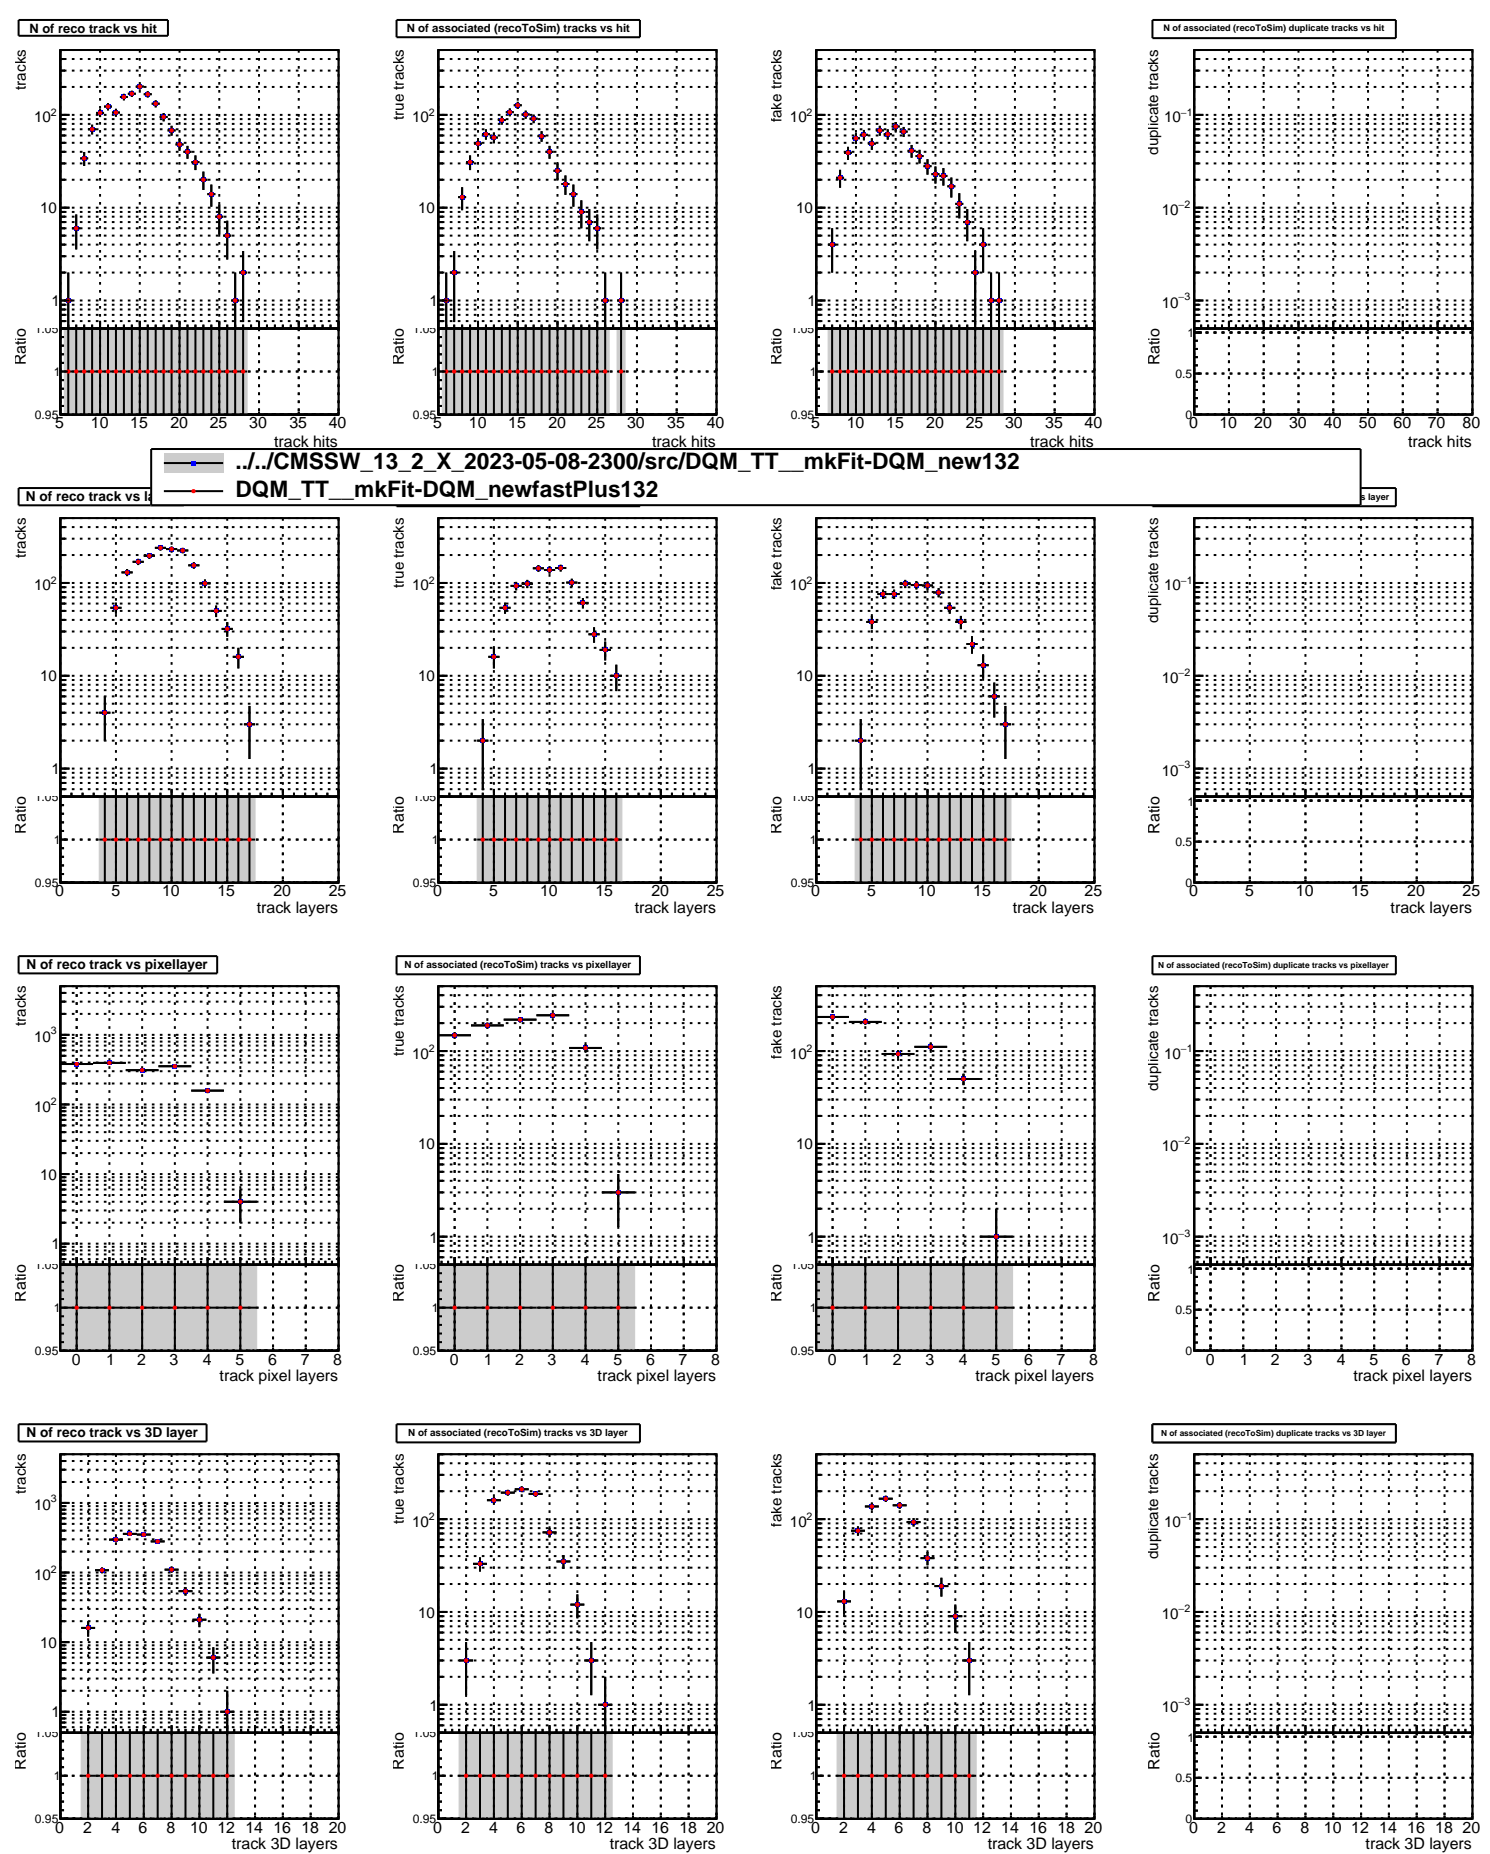 N of reco track vs hit
N of associated (recoToSim) tracks vs hit
N of associated (recoToSim) duplicate tracks vs hit
tracks
true tracks
fake tracks
duplicate tracks
10²
10
1
10²
10
1
10²
10
1
10⁻¹
10⁻²
10⁻³
Ratio
Ratio
Ratio
Ratio
1.05
1
0.95
1.05
1
0.95
1.05
1
0.95
1
0.5
0
5 10 15 20 25 30 35 40
5 10 15 20 25 30 35 40
5 10 15 20 25 30 35 40
0 10 20 30 40 50 60 70 80
track hits
track hits
track hits
track hits
../../CMSSW_13_2_X_2023-05-08-2300/src/DQM_TT__mkFit-DQM_new132
DQM_TT__mkFit-DQM_newfastPlus132
N of reco track vs la
s layer
tracks
true tracks
fake tracks
duplicate tracks
10²
10
1
10²
10
1
10²
10
1
10⁻¹
10⁻²
10⁻³
Ratio
Ratio
Ratio
Ratio
1.05
1
0.95
1.05
1
0.95
1.05
1
0.95
1
0.5
0
0 5 10 15 20 25
0 5 10 15 20 25
0 5 10 15 20 25
0 5 10 15 20 25
track layers
track layers
track layers
track layers
N of reco track vs pixellayer
N of associated (recoToSim) tracks vs pixellayer
N of associated (recoToSim) duplicate tracks vs pixellayer
tracks
true tracks
fake tracks
duplicate tracks
10³
10²
10
1
10²
10
1
10²
10
1
10⁻¹
10⁻²
10⁻³
Ratio
Ratio
Ratio
Ratio
1.05
1
0.95
1.05
1
0.95
1.05
1
0.95
1
0.5
0
0 1 2 3 4 5 6 7 8
0 1 2 3 4 5 6 7 8
0 1 2 3 4 5 6 7 8
0 1 2 3 4 5 6 7 8
track pixel layers
track pixel layers
track pixel layers
track pixel layers
N of reco track vs 3D layer
N of associated (recoToSim) tracks vs 3D layer
N of associated (recoToSim) duplicate tracks vs 3D layer
tracks
true tracks
fake tracks
duplicate tracks
10³
10²
10
1
10²
10
1
10²
10
1
10⁻¹
10⁻²
10⁻³
Ratio
Ratio
Ratio
Ratio
1.05
1
0.95
1.05
1
0.95
1.05
1
0.95
1
0.5
0
0 2 4 6 8 10 12 14 16 18 20
0 2 4 6 8 10 12 14 16 18 20
0 2 4 6 8 10 12 14 16 18 20
0 2 4 6 8 10 12 14 16 18 20
track 3D layers
track 3D layers
track 3D layers
track 3D layers